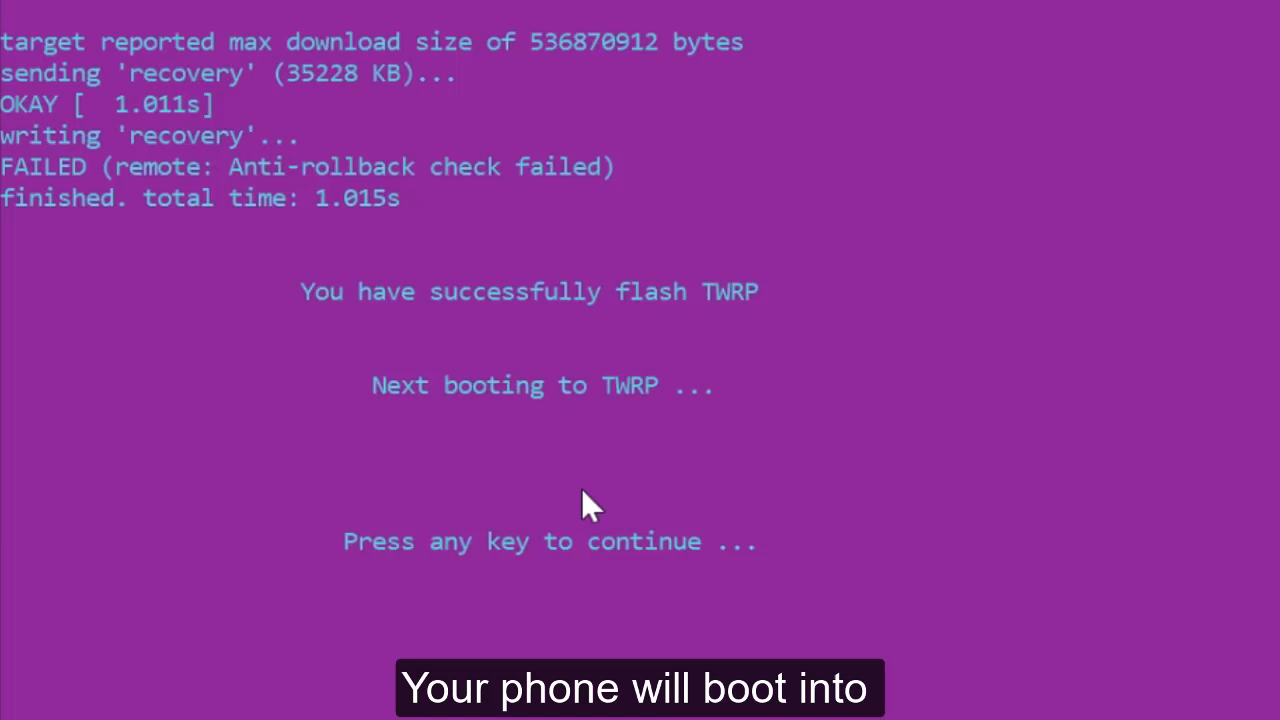 target reported max download size of 536870912 bytes
sending 'recovery' (35228 KB)...
OKAY [  1.011s]
writing 'recovery'...
FAILED (remote: Anti-rollback check failed)
finished. total time: 1.015s
You have successfully flash TWRP
Next booting to TWRP ...
Press any key to continue ...
Your phone will boot into